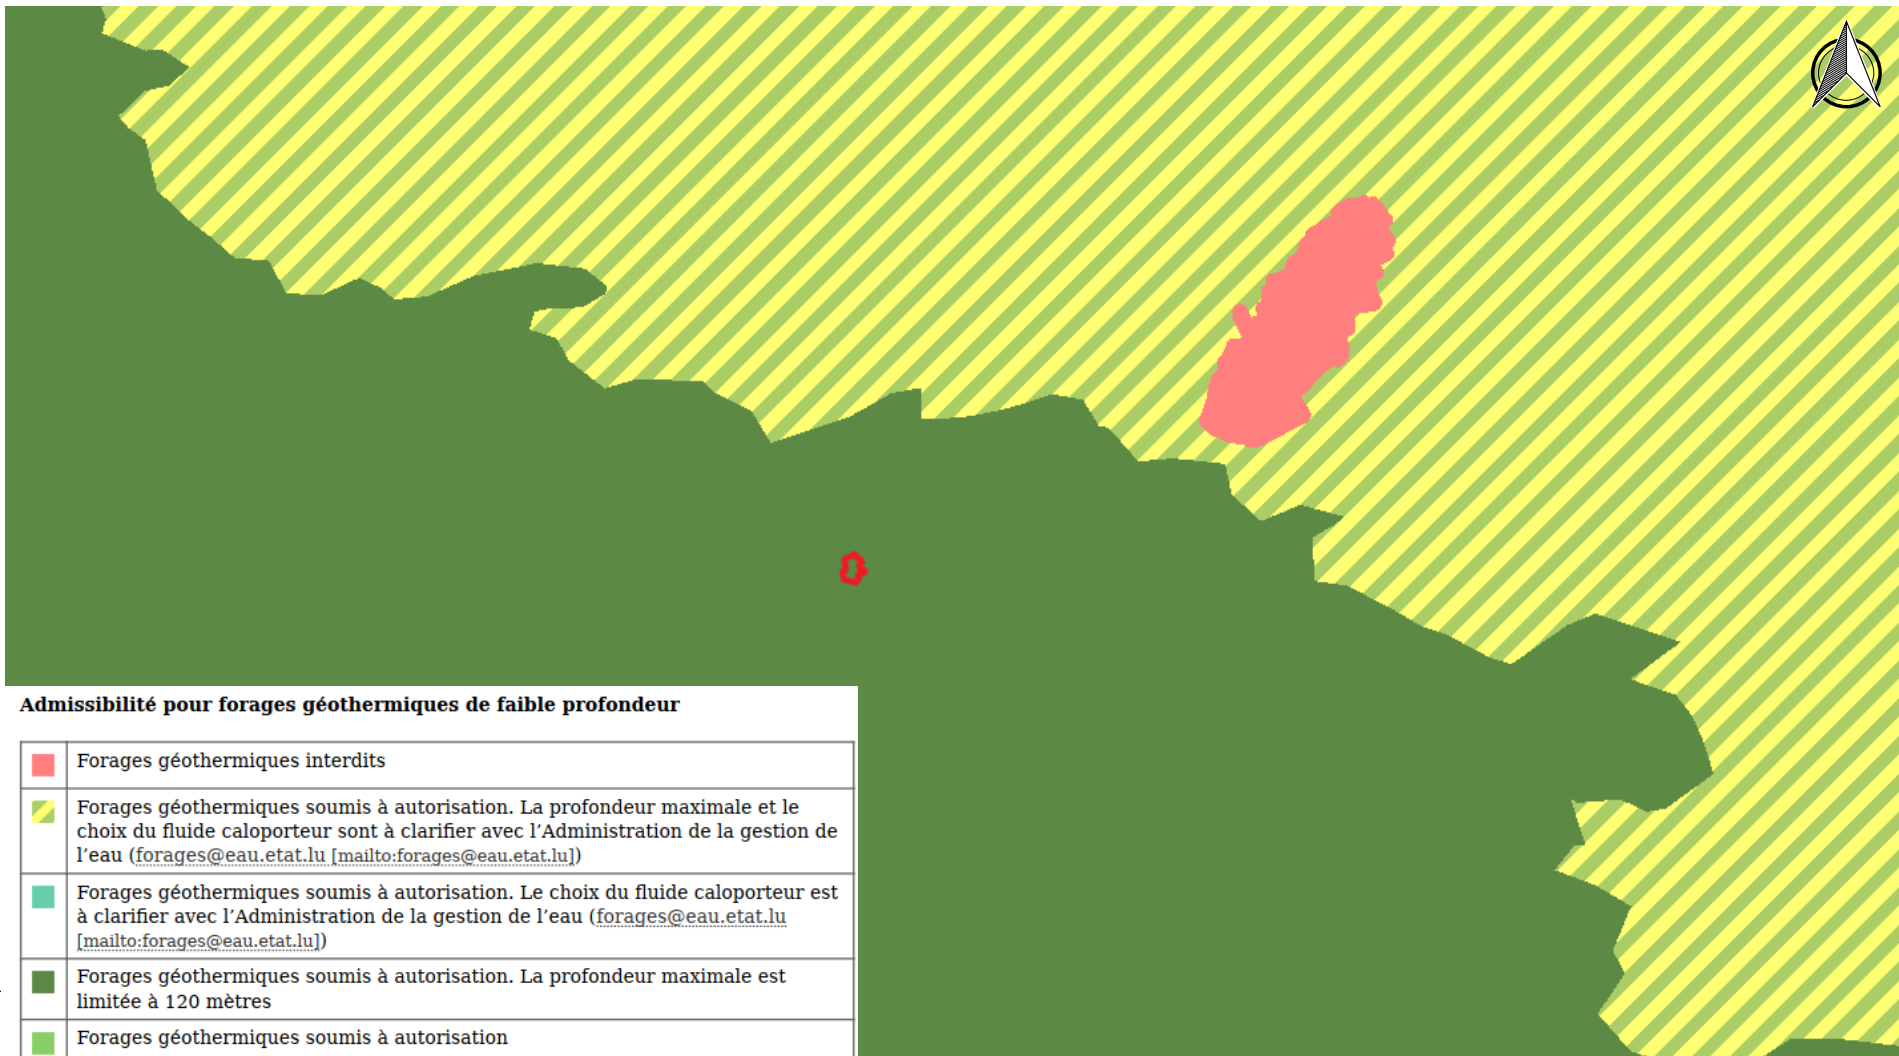 Admissibilité pour forages géothermiques de faible profondeur
Forages géothermiques interdits
Forages géothermiques soumis à autorisation. La profondeur maximale et le
choix du fluide caloporteur sont à clarifier avec l’Administration de la gestion de
l’eau (forages@eau.etat.lu [mailto:forages@eau.etat.lu])
Forages géothermiques soumis à autorisation. Le choix du fluide caloporteur est
à clarifier avec l’Administration de la gestion de l’eau (forages@eau.etat.lu
[mailto:forages@eau.etat.lu])
Forages géothermiques soumis à autorisation. La profondeur maximale est
limitée à 120 mètres
Forages géothermiques soumis à autorisation